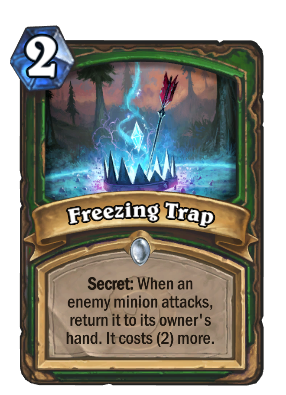 2
Freezing Trap
Secret: When an
enemy minion attacks,
return it to its owner's
hand. It costs (2) more.